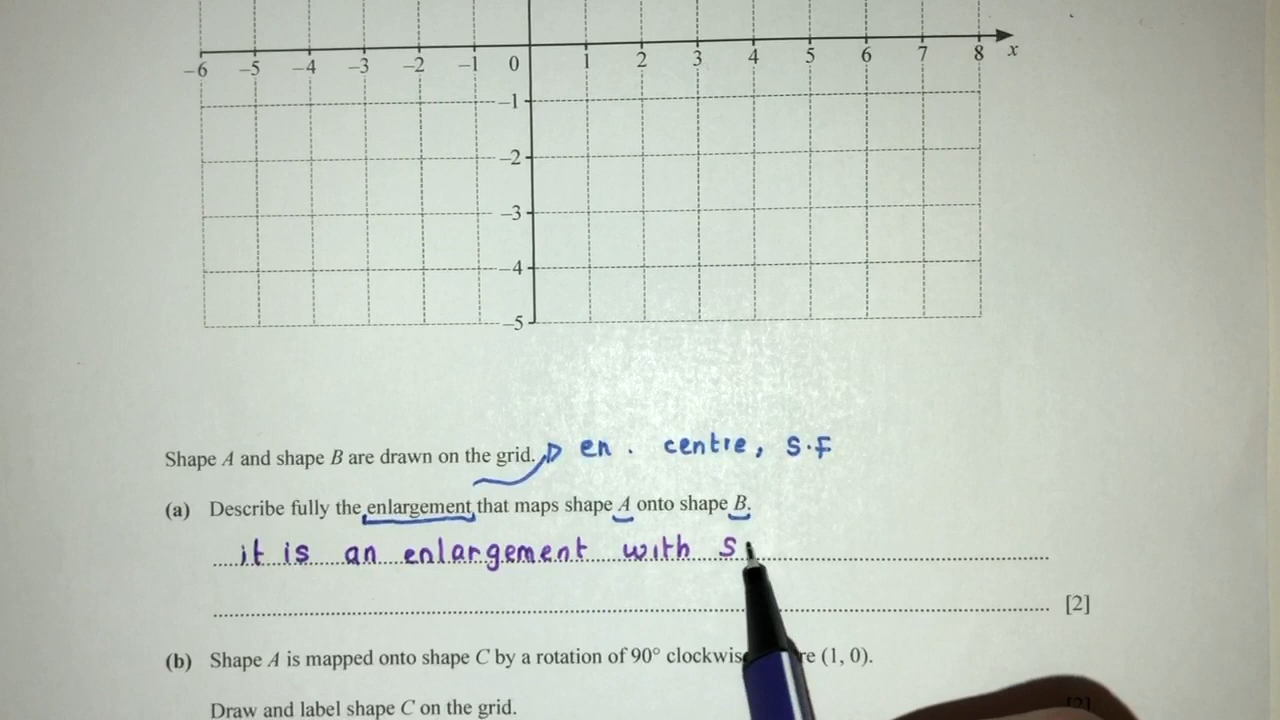 -6 -5 -4 -3 -2 -1 0 1 2 3 4 5 6 7 8 x
-1
-2
-3
-4
-5
Shape A and shape B are drawn on the grid. en. centre, S.F
(a) Describe fully the enlargement that maps shape A onto shape B.
it is an enlargement with S
[2]
(b) Shape A is mapped onto shape C by a rotation of 90° clockwis re (1, 0).
Draw and label shape C on the grid.